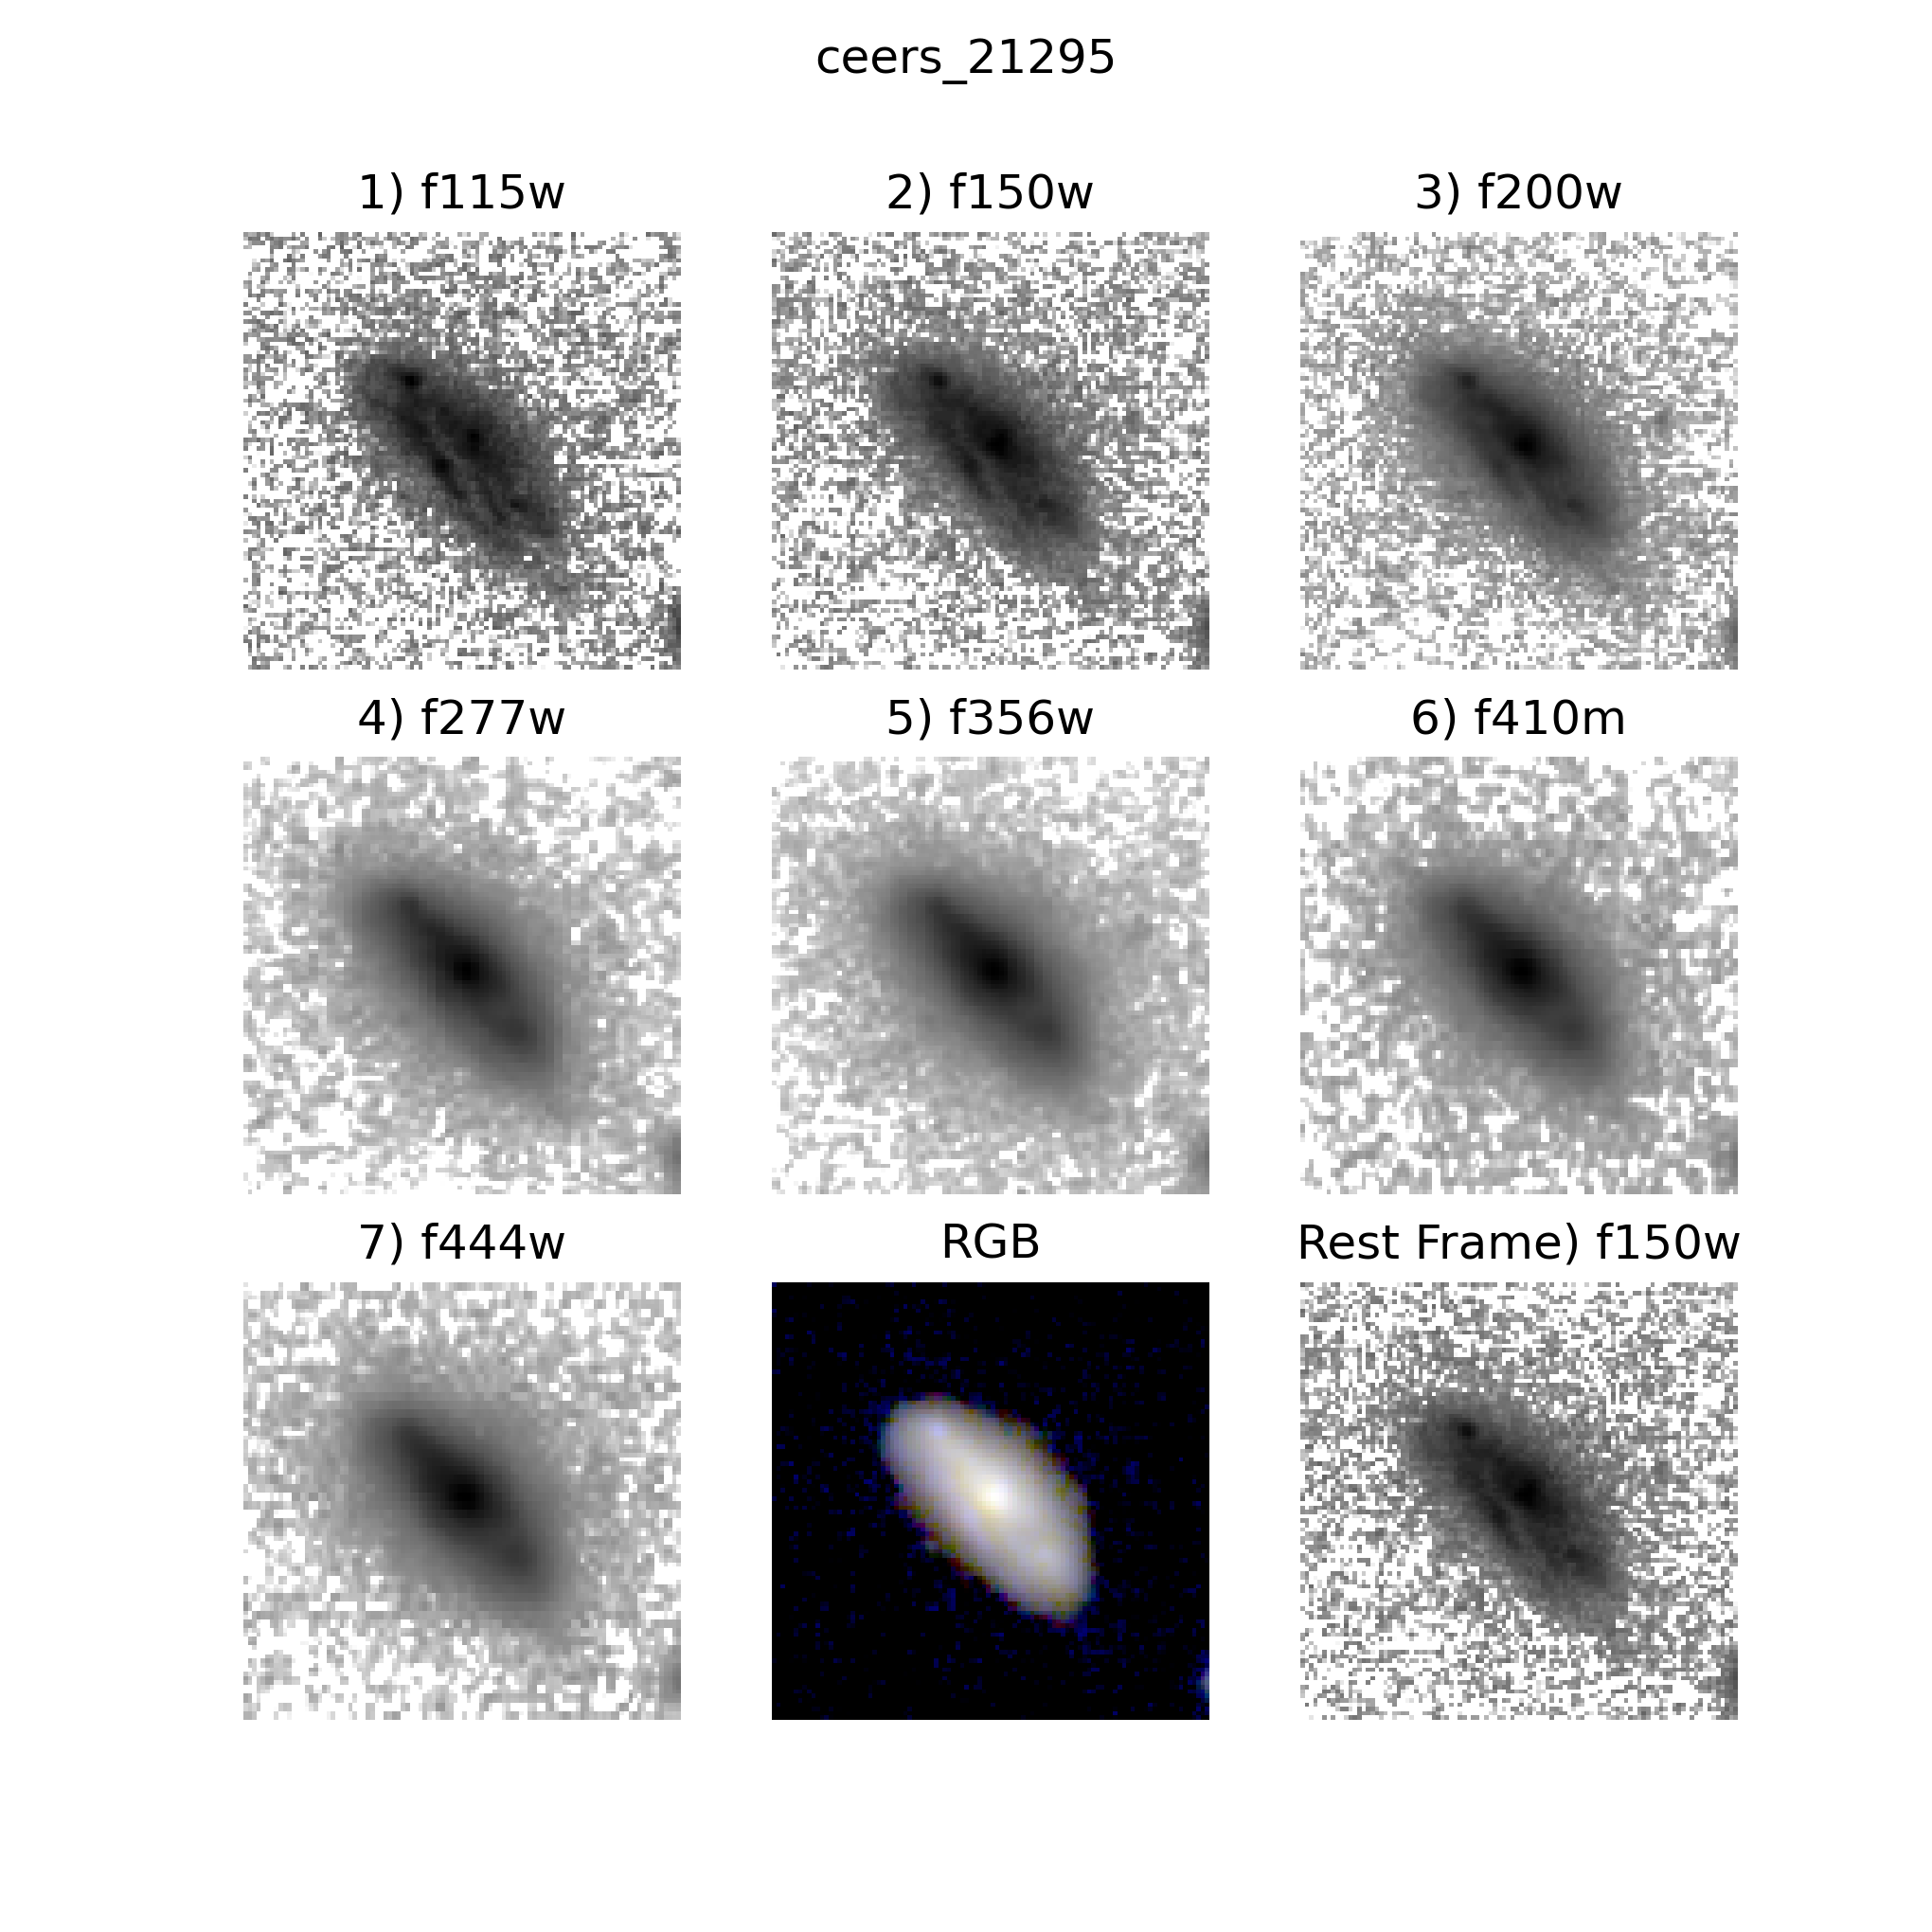 ceers_21295
1) f115w
2) f150w
3) f200w
4) f277w
5) f356w
6) f410m
7) f444w
RGB
Rest Frame) f150w